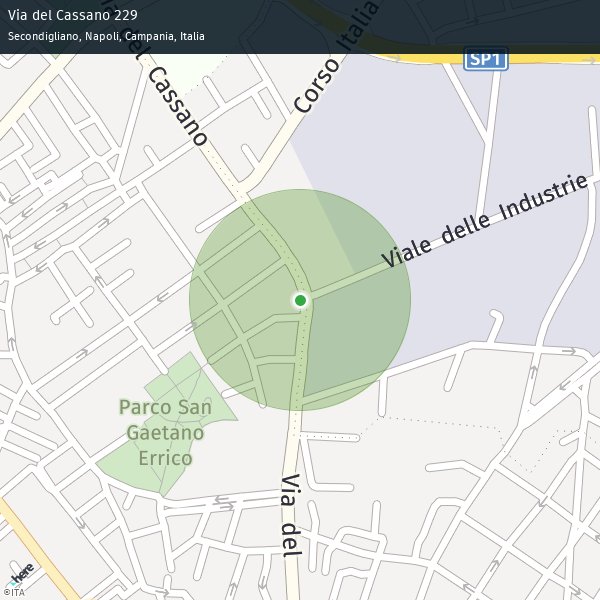 Via del Cassano 229
Secondigliano, Napoli, Campania, Italia
SP1
Via del Cassano
Corso Italia
Viale delle Industrie
Parco San
Gaetano
Errico
Via del
here
©ITA